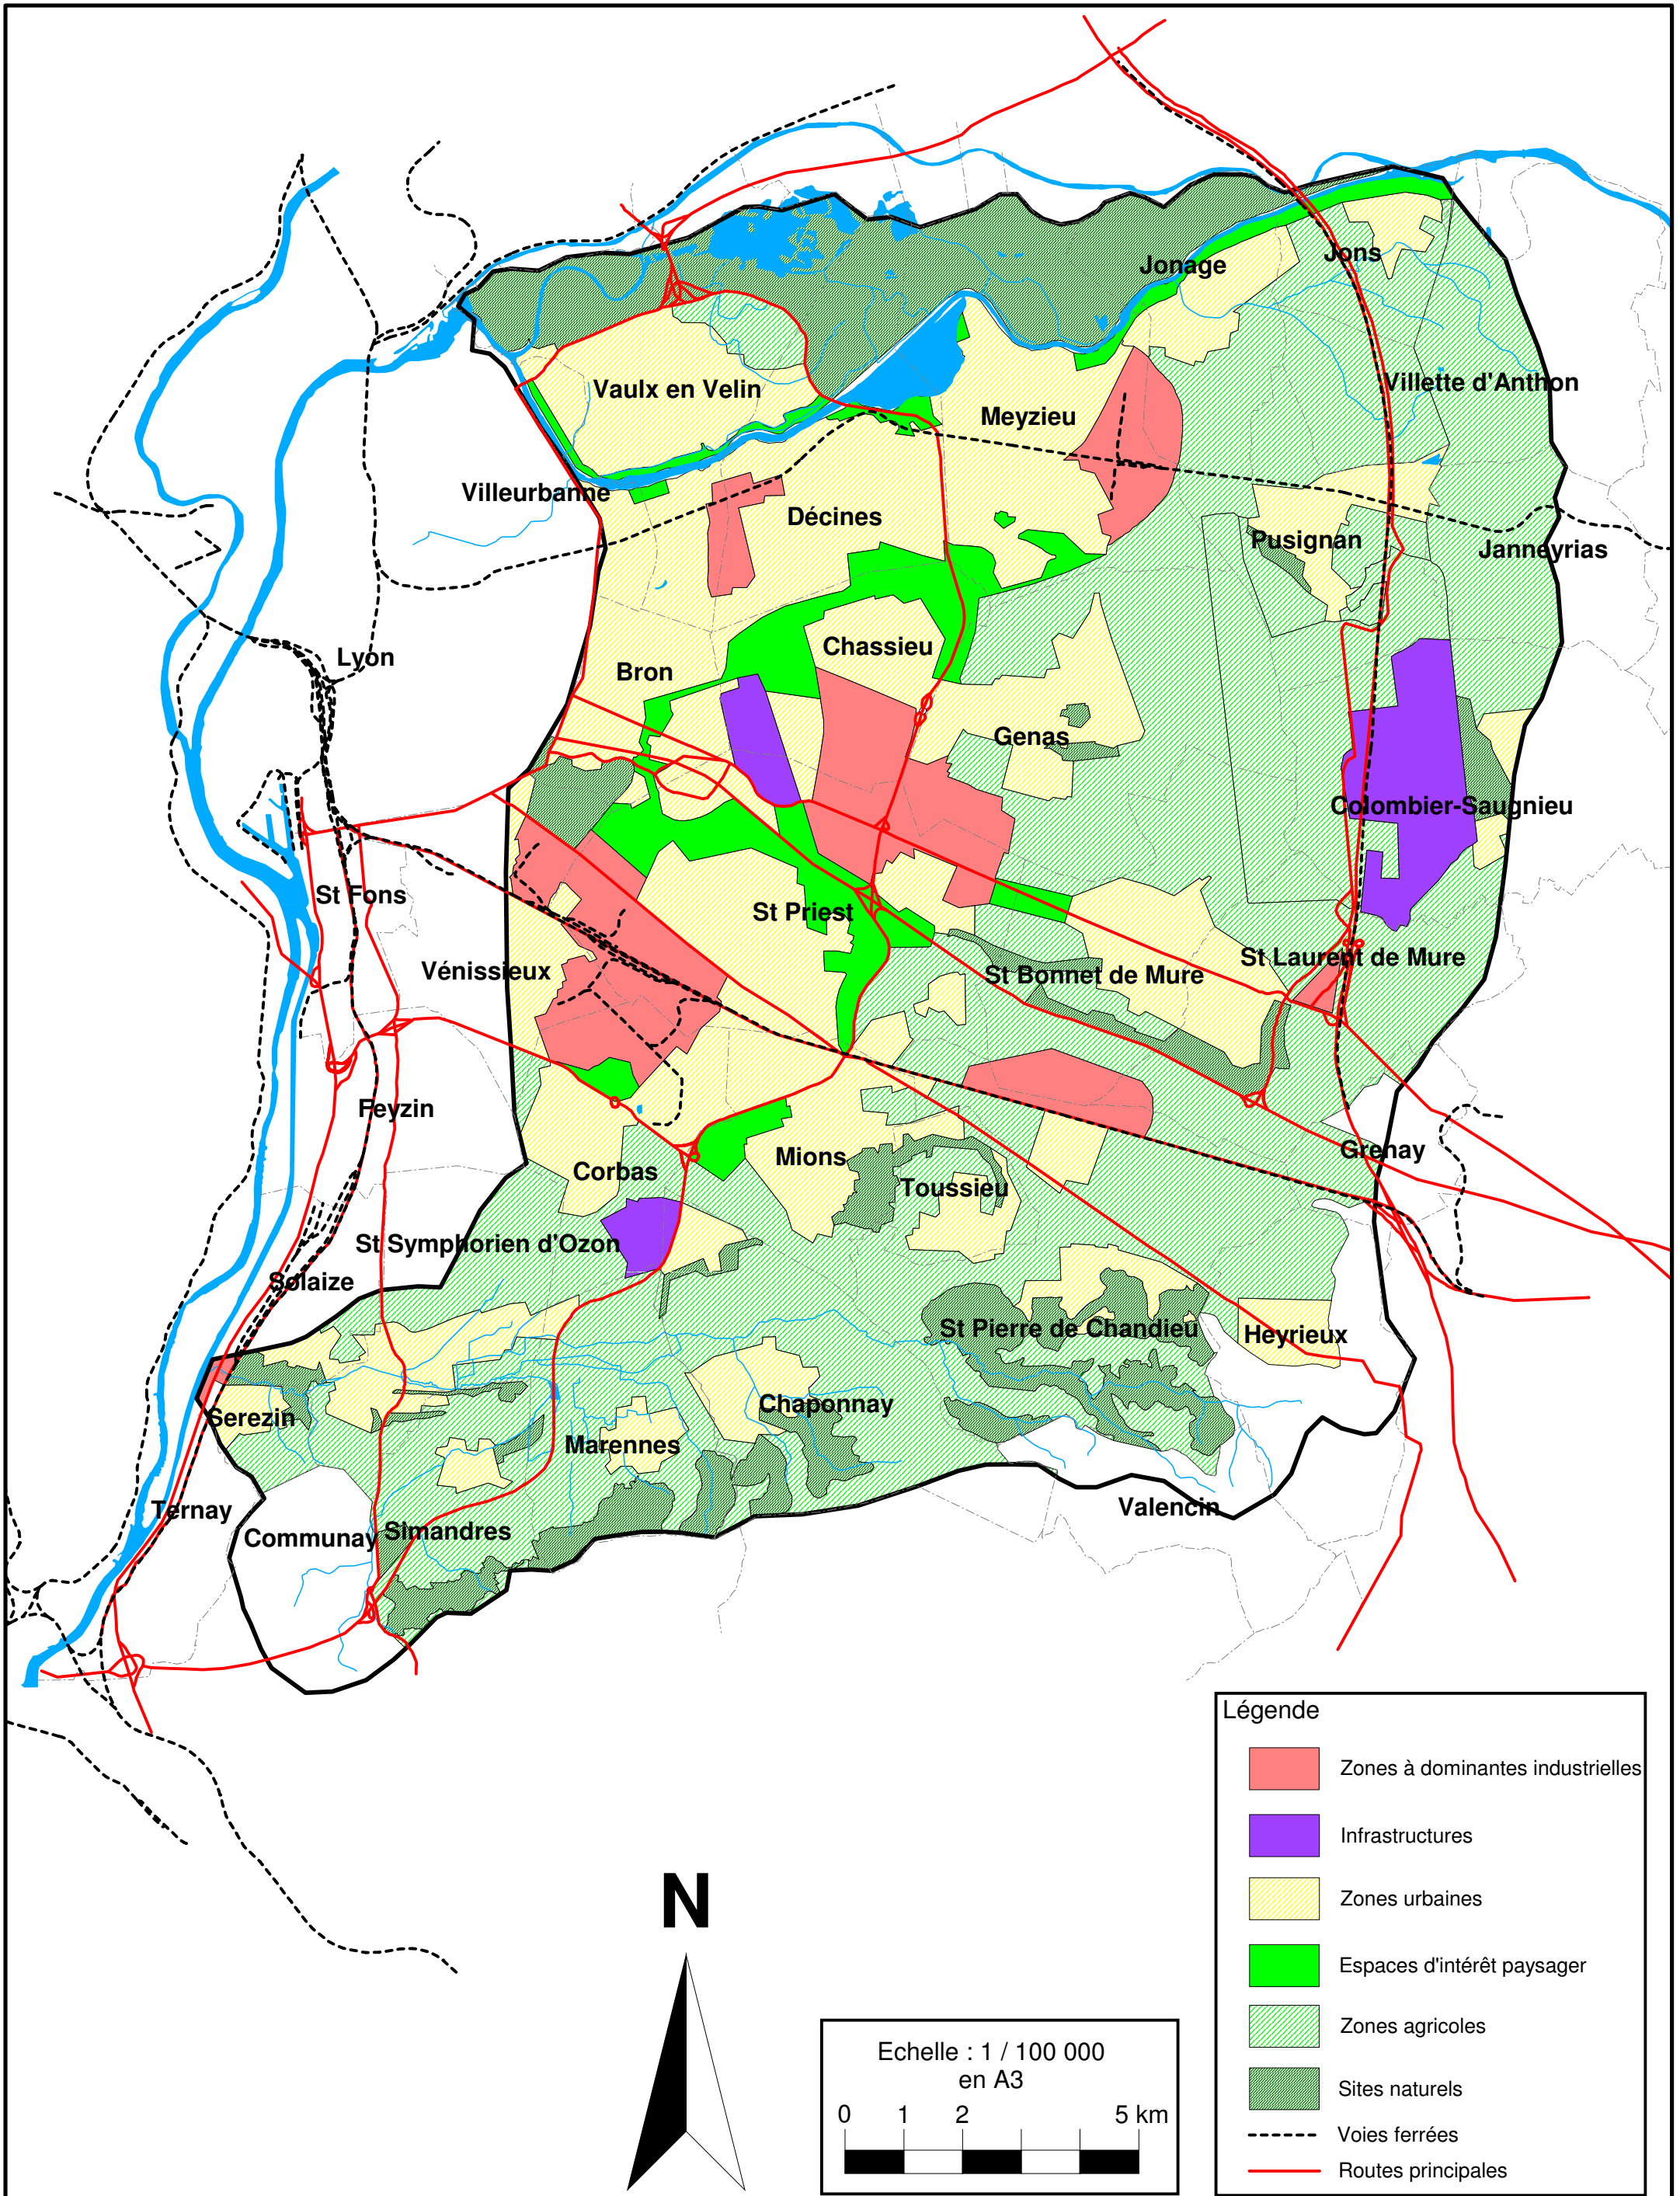 Jons
Jonage
Villette d'Anthon
Vaulx en Velin
Meyzieu
Villeurbanne
Décines
Pusignan
Janneyrias
Lyon
Chassieu
Bron
Genas
Colombier-Saugnieu
St Fons
St Priest
Vénissieux
St Bonnet de Mure
St Laurent de Mure
Feyzin
Grenay
Corbas
Mions
Toussieu
St Symphorien d'Ozon
Solaize
St Pierre de Chandieu
Heyrieux
Serezin
Chaponnay
Marennes
Ternay
Communay
Simandres
Valencin
Légende
Zones à dominantes industrielles
Infrastructures
Zones urbaines
Espaces d'intérêt paysager
Zones agricoles
Sites naturels
Voies ferrées
Routes principales
N
Echelle : 1 / 100 000
en A3
0 1 2 5 km